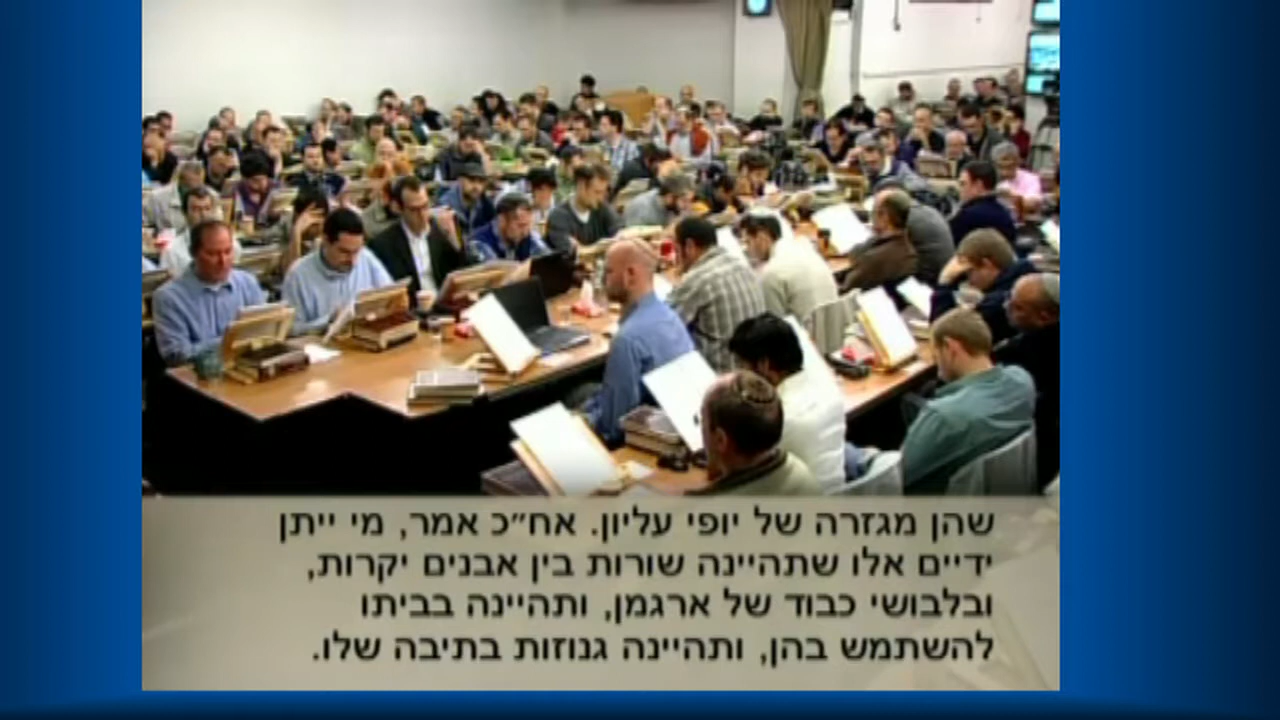 שהן מגזרה של יופי עליון. אח״כ אמר, מי ייתן
ידיים אלו שתהיינה שורות בין אבנים יקרות,
ובלבושי כבוד של ארגמן, ותהיינה בביתו
להשתמש בהן, ותהיינה גנוזות בתיבה שלו.